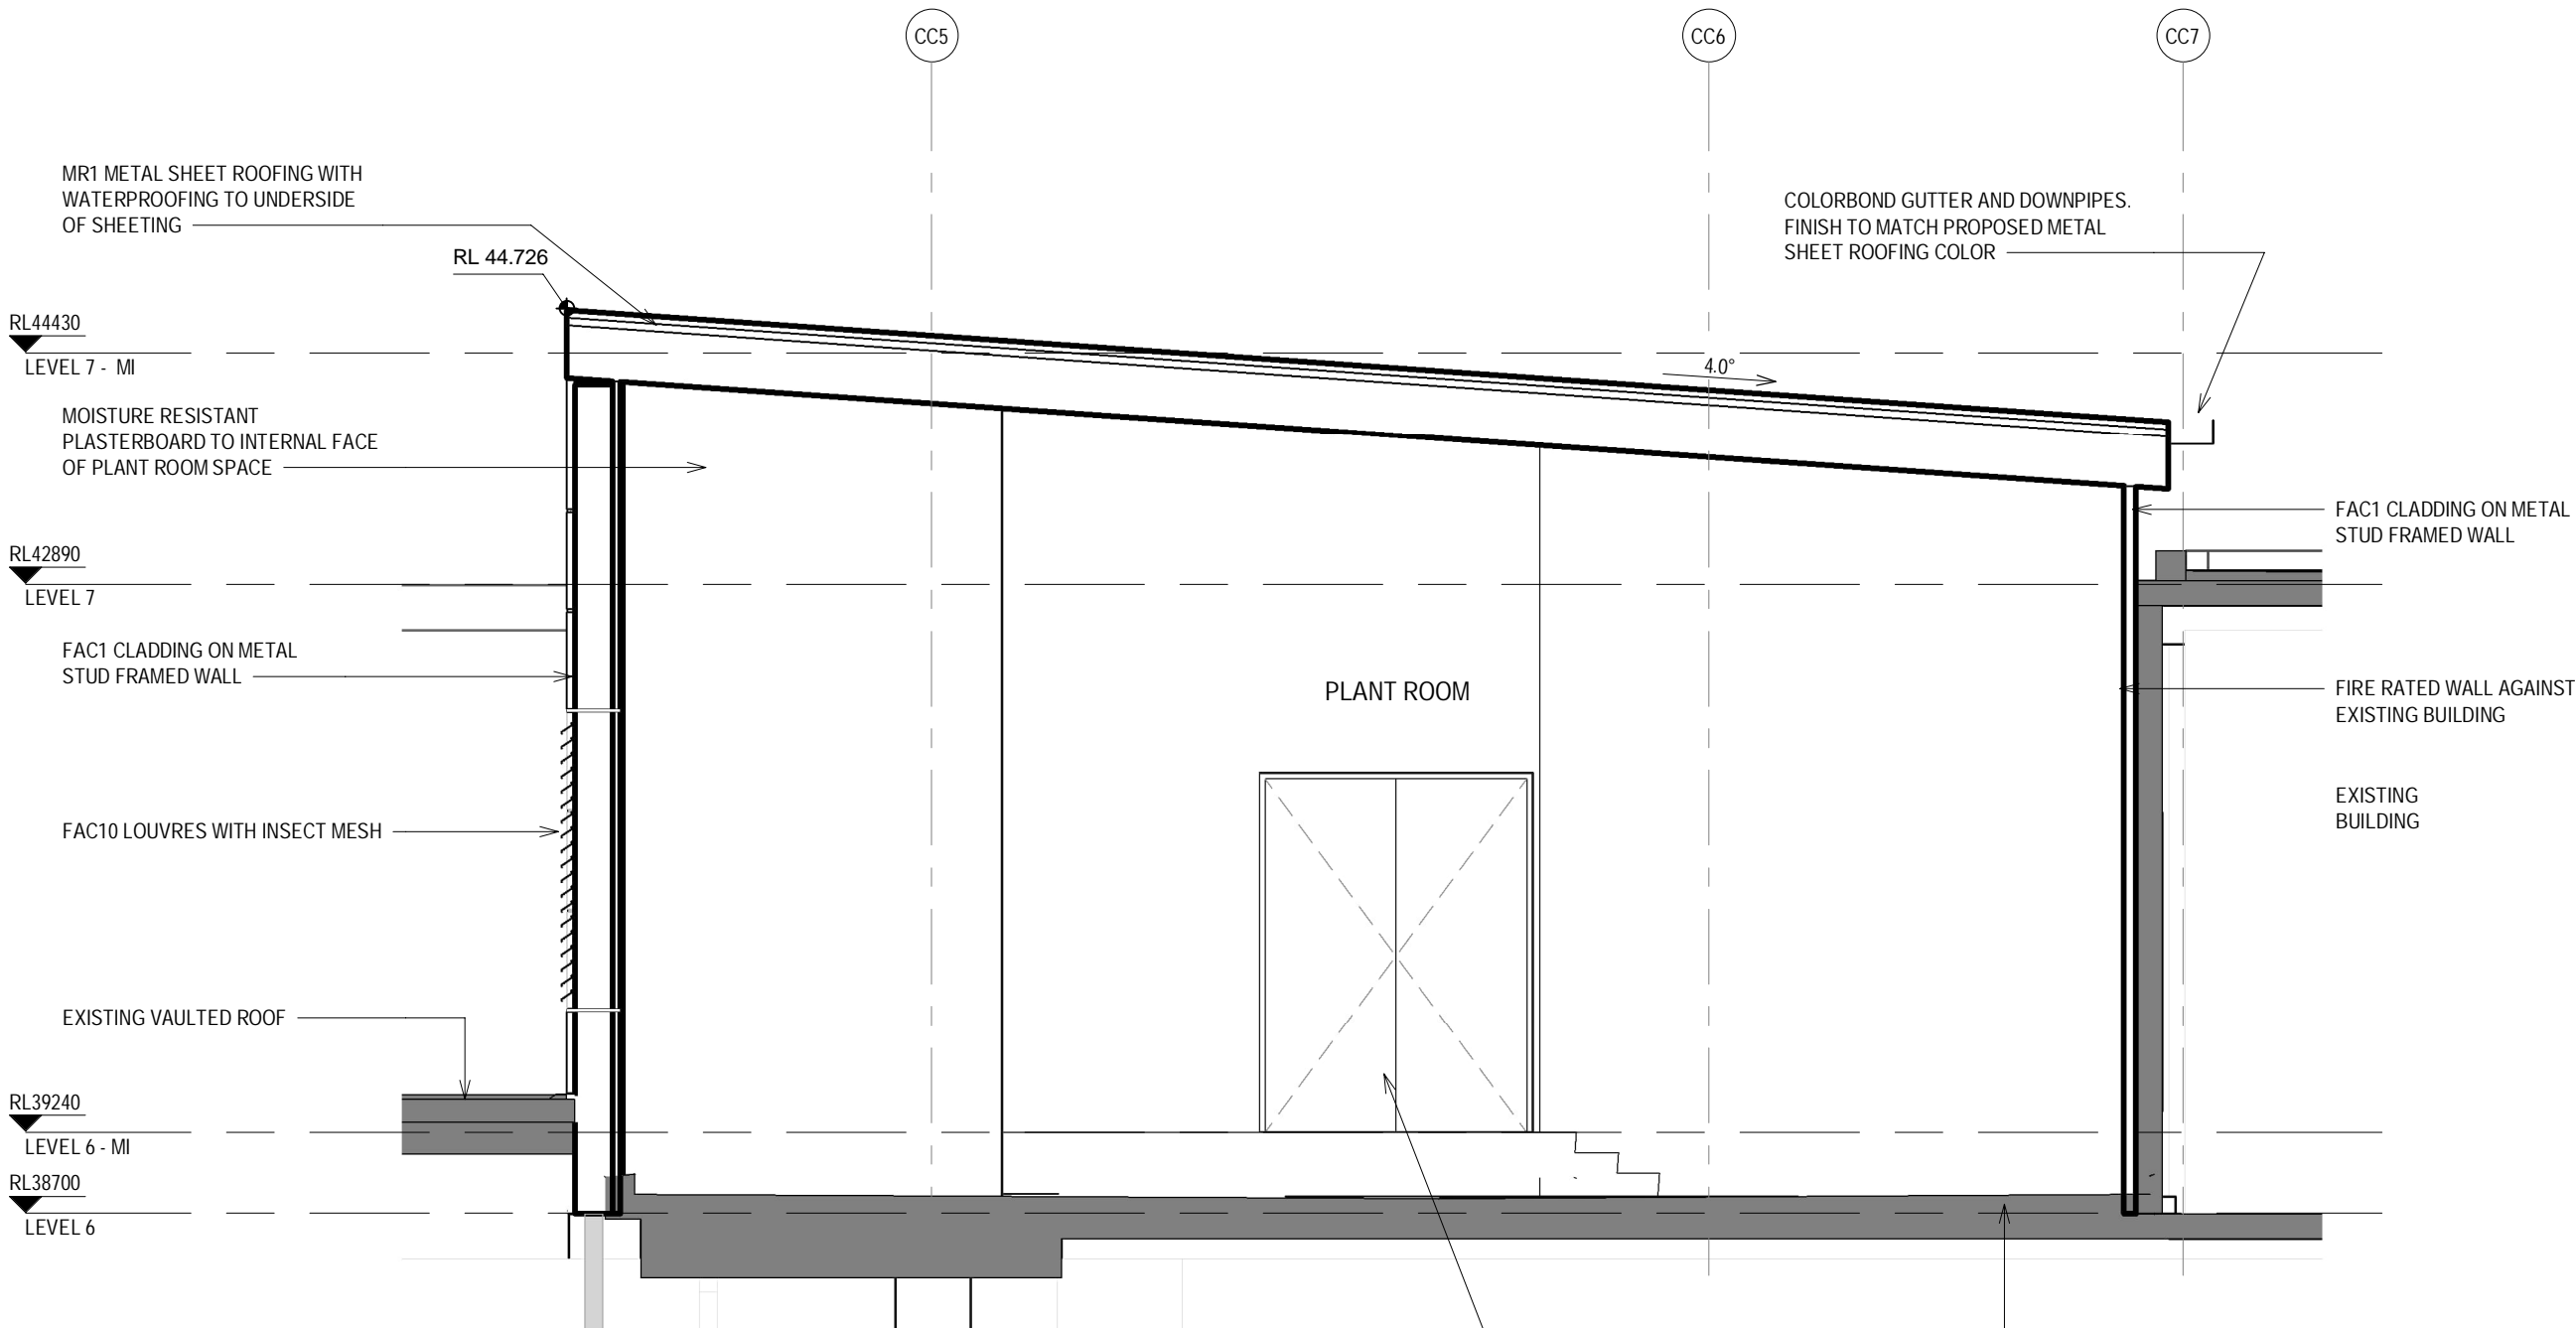 CC5
CC6
CC7
MR1 METAL SHEET ROOFING WITH
WATERPROOFING TO UNDERSIDE
OF SHEETING
COLORBOND GUTTER AND DOWNPIPES.
FINISH TO MATCH PROPOSED METAL
SHEET ROOFING COLOR
RL 44.726
RL44430
LEVEL 7 - MI
4.0°
MOISTURE RESISTANT
PLASTERBOARD TO INTERNAL FACE
OF PLANT ROOM SPACE
FAC1 CLADDING ON METAL
STUD FRAMED WALL
RL42890
LEVEL 7
FAC1 CLADDING ON METAL
STUD FRAMED WALL
PLANT ROOM
FIRE RATED WALL AGAINST
EXISTING BUILDING
EXISTING
BUILDING
FAC10 LOUVRES WITH INSECT MESH
EXISTING VAULTED ROOF
RL39240
LEVEL 6 - MI
RL38700
LEVEL 6